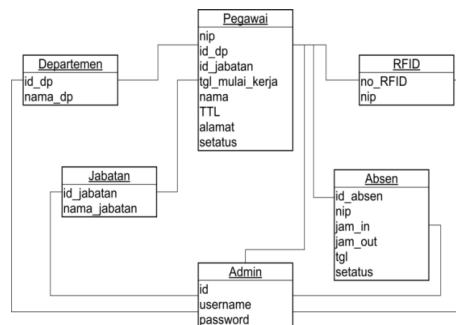 Pegawai
nip
id_dp
id_jabatan
tgl_mulai_kerja
nama
TTL
alamat
setatus
Departemen
id_dp
nama_dp
RFID
no_RFID
nip
Jabatan
id_jabatan
nama_jabatan
Absen
id_absen
nip
jam_in
jam_out
tgl
setatus
Admin
id
username
password